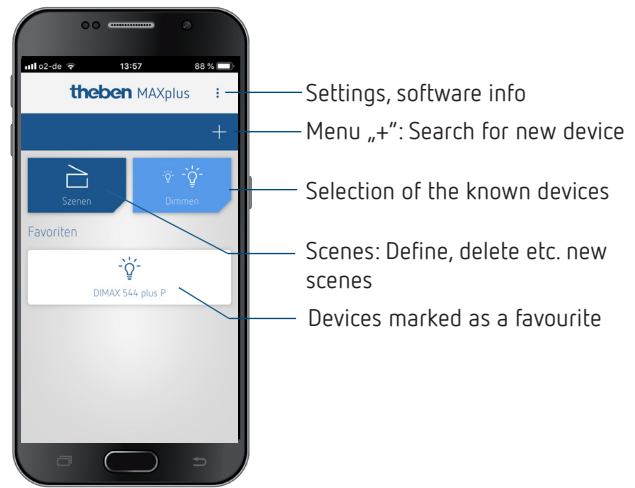 o2-de 13:57 88 %
theben MAXplus
Settings, software info
+
Menu „+“: Search for new device
Szenen
Dimmen
Selection of the known devices
Favoriten
Scenes: Define, delete etc. new
scenes
DIMAX 544 plus P
Devices marked as a favourite